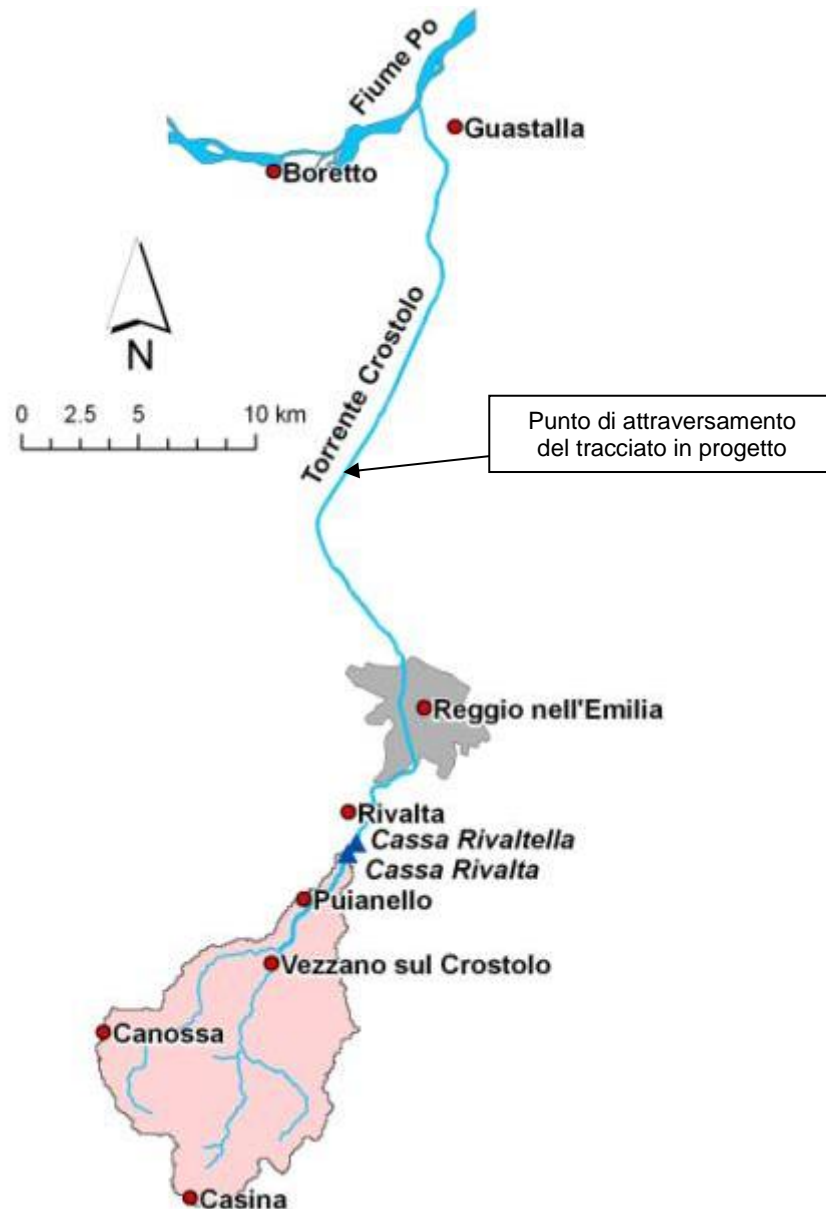 Fiume Po
Guastalla
Boretto
N
0 2.5 5 10 km
Torrente Crostolo
Punto di attraversamento
del tracciato in progetto
Reggio nell'Emilia
Rivalta
Cassa Rivaltella
Cassa Rivalta
Puianello
Vezzano sul Crostolo
Canossa
Casina